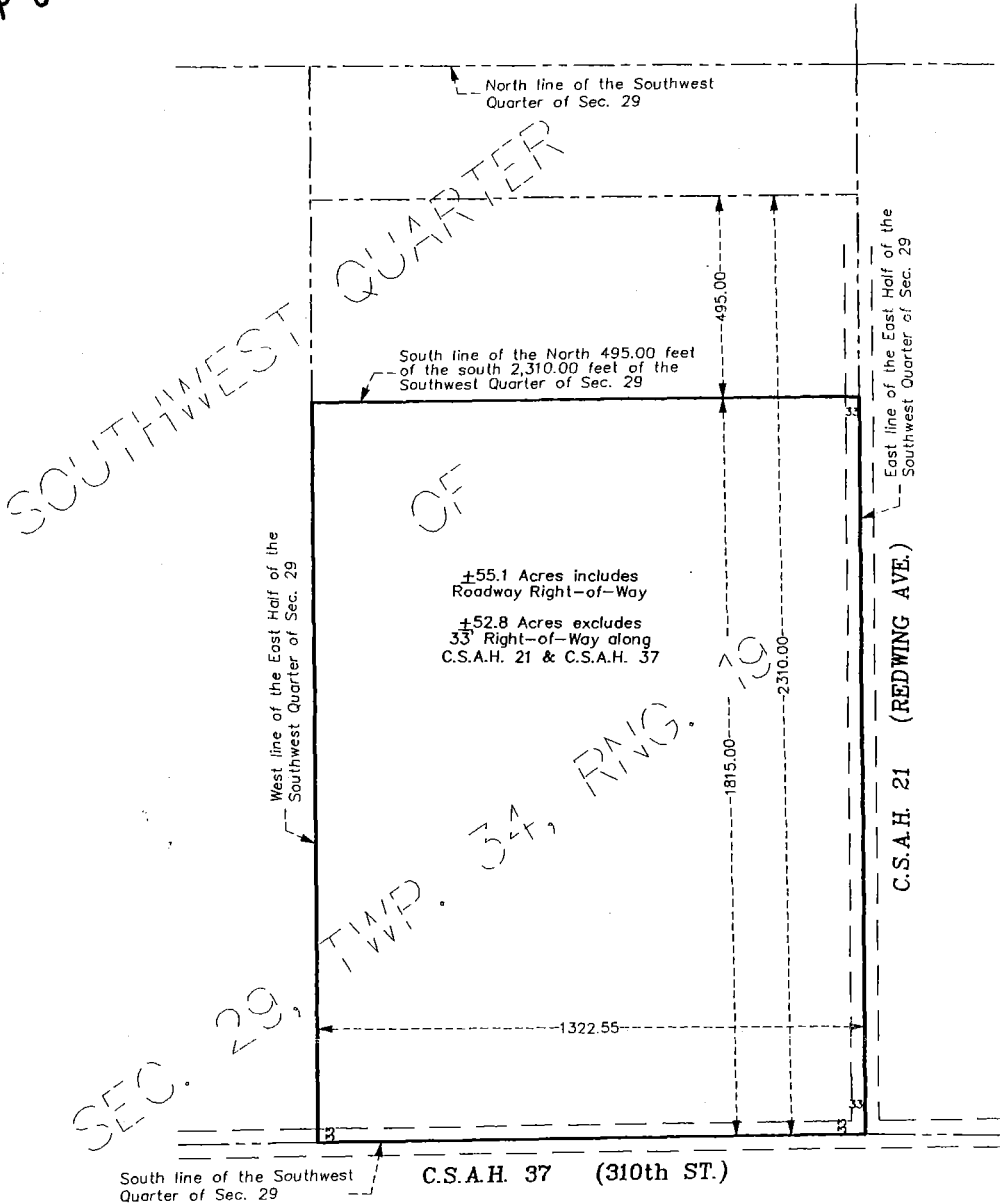 North line of the Southwest
Quarter of Sec. 29
SOUTHWEST QUARTER
495.00
East line of the East Half of the
Southwest Quarter of Sec. 29
South line of the North 495.00 feet
of the south 2,310.00 feet of the
Southwest Quarter of Sec. 29
33
OF
West line of the East Half of the
Southwest Quarter of Sec. 29
±55.1 Acres includes
Roadway Right-of-Way
±52.8 Acres excludes
33' Right-of-Way along
C.S.A.H. 21 & C.S.A.H. 37
2310.00
1815.00
C.S.A.H. 21 (REDWING AVE.)
SEC. 29, TWP. 34, RNG. 19
1322.55
33
33
33
South line of the Southwest
Quarter of Sec. 29
C.S.A.H. 37 (310th ST.)